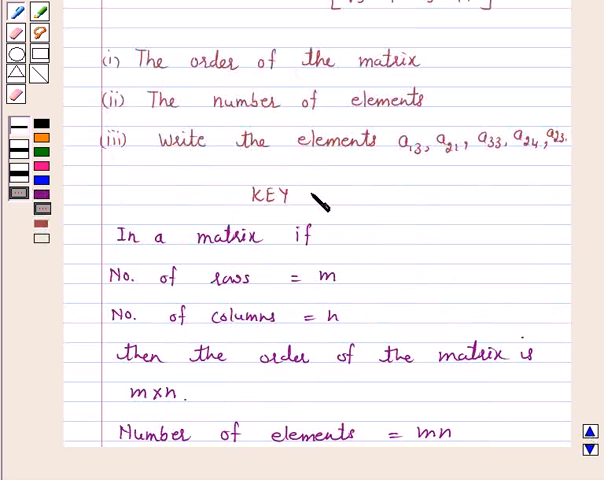 (i) The order of the matrix
(ii) The number of elements
(iii) Write the elements a₁₃, a₂₁, a₃₃, a₂₄, a₂₃.
KEY
In a matrix if
No. of rows = m
No. of columns = n
then the order of the matrix is
m×n.
Number of elements = mn